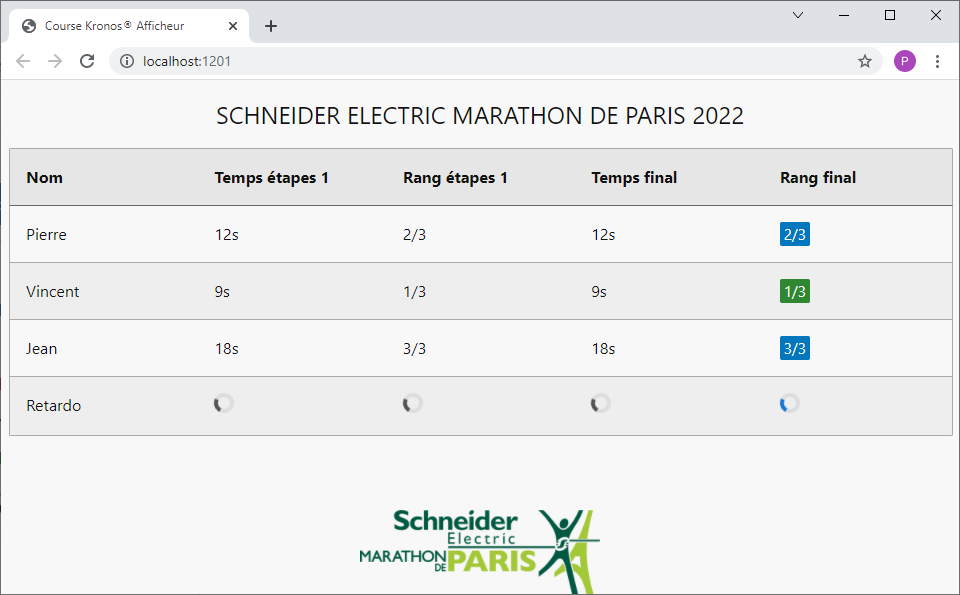 Course Kronos® Afficheur
localhost:1201
P
SCHNEIDER ELECTRIC MARATHON DE PARIS 2022
Nom Temps étapes 1 Rang étapes 1 Temps final Rang final
Pierre 12s 2/3 12s 2/3
Vincent 9s 1/3 9s 1/3
Jean 18s 3/3 18s 3/3
Retardo
Schneider
Electric
MARATHON DE PARIS